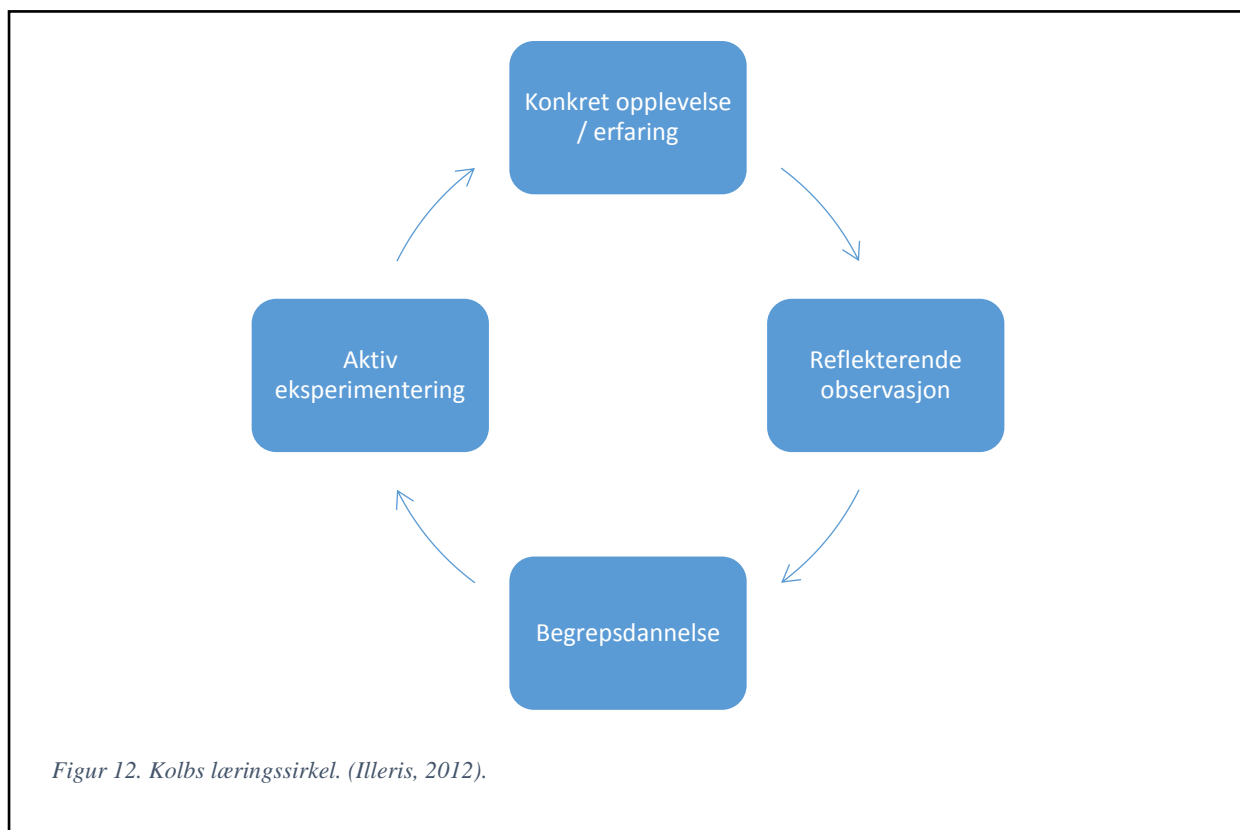 Konkret opplevelse
/ erfaring
Aktiv
eksperimentering
Reflekterende
observasjon
Begrepsdannelse
Figur 12. Kolbs læringssirkel. (Illeris, 2012).